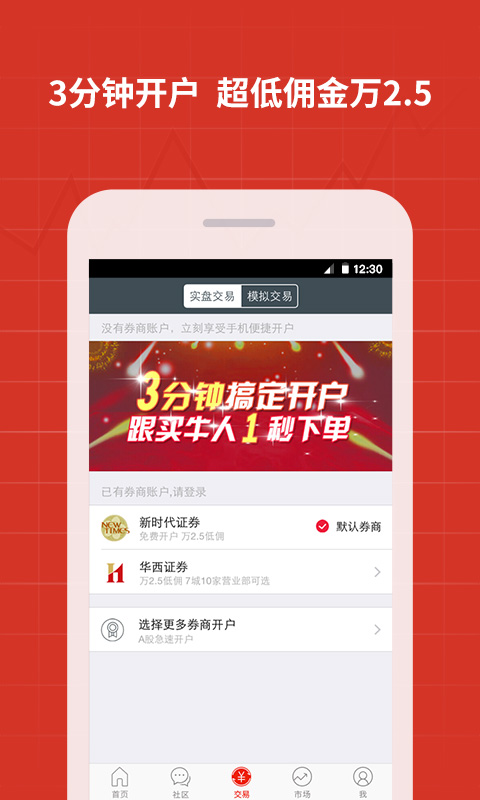 3分钟开户 超低佣金万2.5
12:30
实盘交易 模拟交易
没有券商账户，立刻享受手机便捷开户
3分钟搞定开户
跟买牛人1秒下单
已有券商账户,请登录
NEW TIMES
新时代证券
默认券商
免费开户 万2.5低佣
华西证券
万2.5低佣 7城10家营业部可选
选择更多券商开户
A股急速开户
首页 社区 交易 市场 我